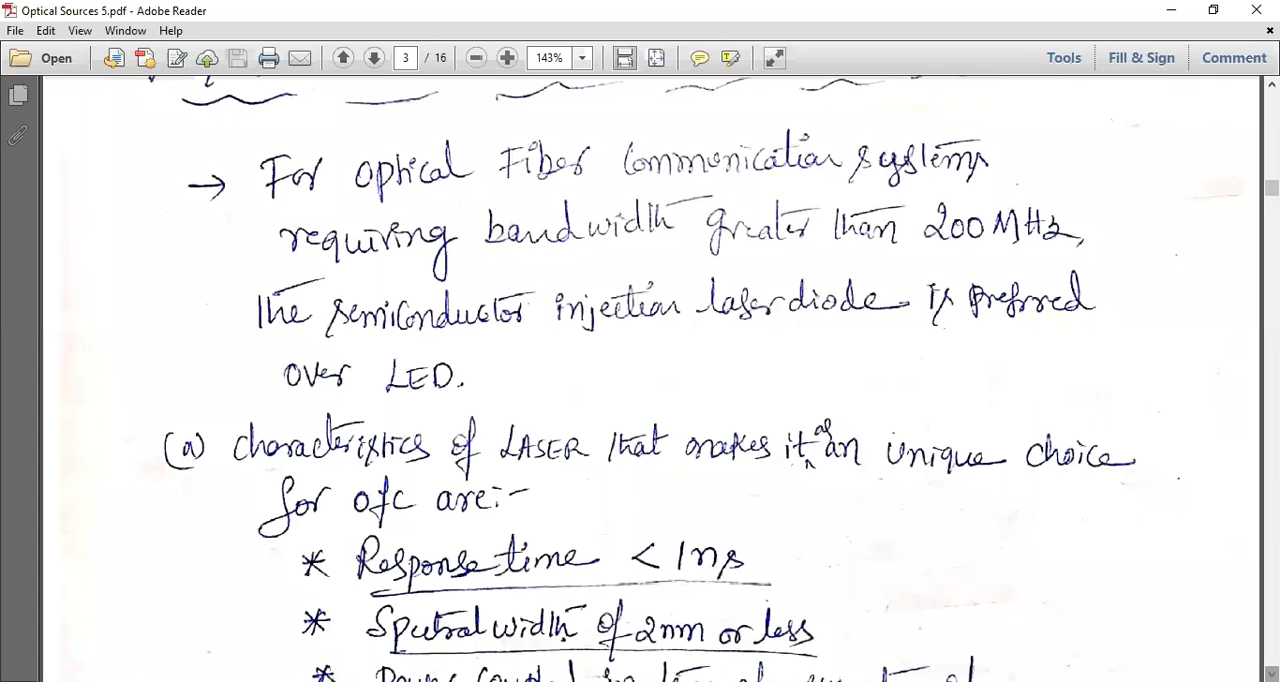 Optical Sources 5.pdf - Adobe Reader
File Edit View Window Help
Open 3 / 16 143% Tools Fill & Sign Comment
→ For Optical Fiber Communication systems
requiring bandwidth greater than 200 MHz,
the semiconductor injection laser diode is preferred
over LED.
(a) characteristics of LASER that makes it as an unique choice
for OFC are:-
* Response time < 1ns
* Spectral width of 2nm or less
* Power